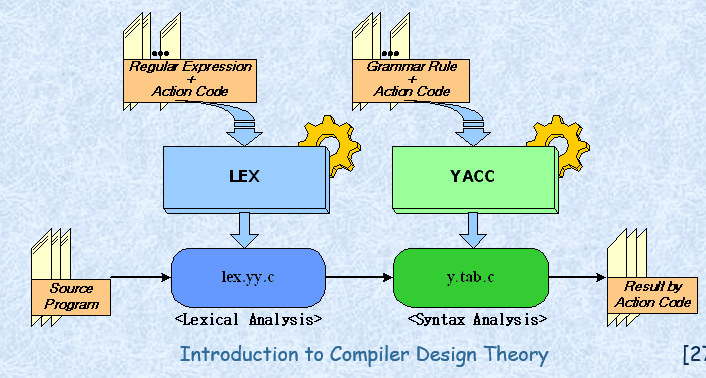 Regular Expression
+
Action Code
Grammar Rule
+
Action Code
LEX
YACC
Source
Program
lex.yy.c
y.tab.c
Result by
Action Code
<Lexical Analysis>
<Syntax Analysis>
Introduction to Compiler Design Theory
[27